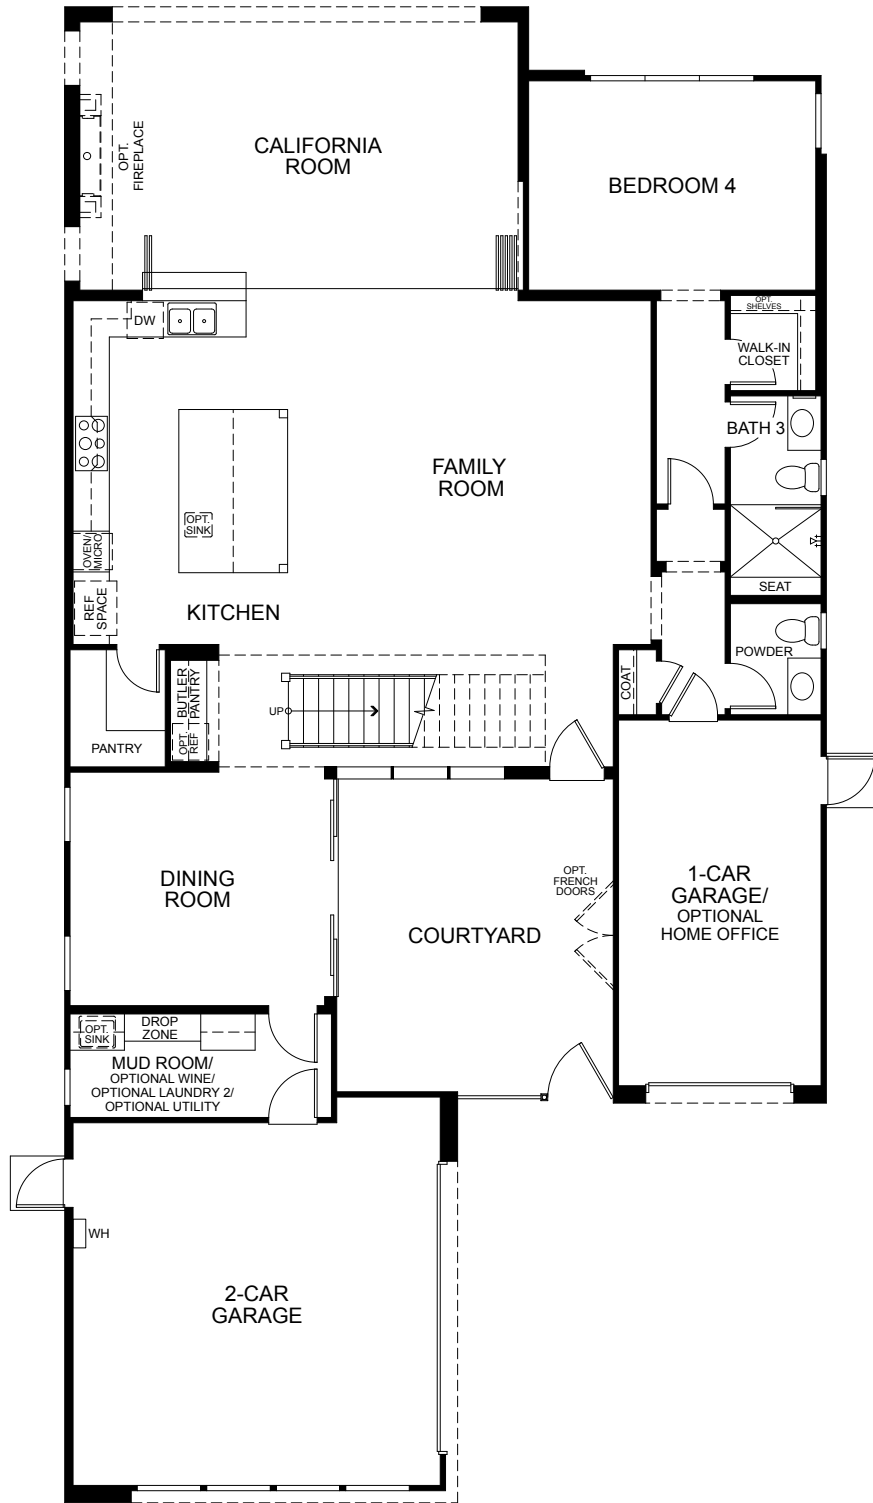 CALIFORNIA
ROOM
OPT.
FIREPLACE
BEDROOM 4
OPT.
SHELVES
WALK-IN
CLOSET
DW
BATH 3
FAMILY
ROOM
OPT.
SINK
OVEN/
MICRO
REF
SPACE
KITCHEN
SEAT
POWDER
COAT
BUTLER
PANTRY
OPT.
REF
UP
PANTRY
DINING
ROOM
OPT.
FRENCH
DOORS
1-CAR
GARAGE/
OPTIONAL
HOME OFFICE
COURTYARD
OPT.
SINK
DROP
ZONE
MUD ROOM/
OPTIONAL WINE/
OPTIONAL LAUNDRY 2/
OPTIONAL UTILITY
WH
2-CAR
GARAGE